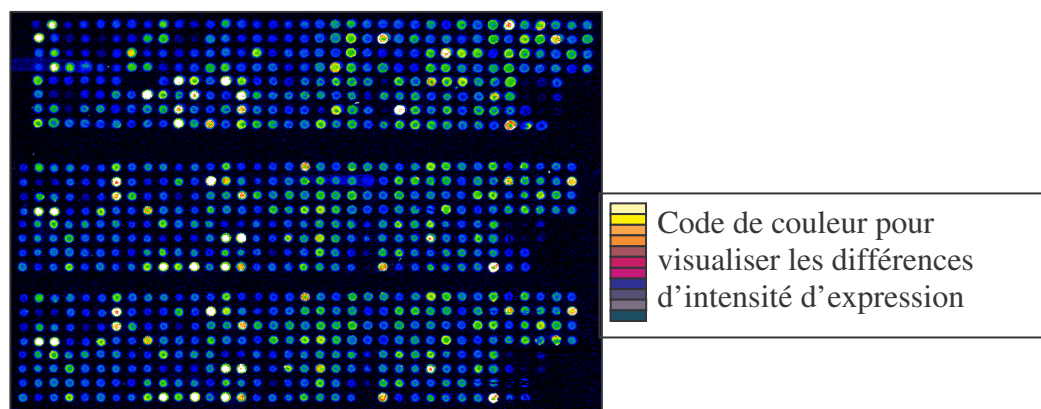 Code de couleur pour
visualiser les différences
d’intensité d’expression